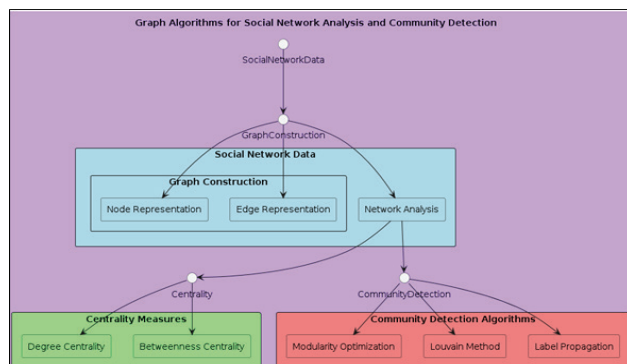 Graph Algorithms for Social Network Analysis and Community Detection
SocialNetworkData
GraphConstruction
Social Network Data
Graph Construction
Node Representation
Edge Representation
Network Analysis
Centrality
CommunityDetection
Centrality Measures
Degree Centrality
Betweenness Centrality
Community Detection Algorithms
Modularity Optimization
Louvain Method
Label Propagation